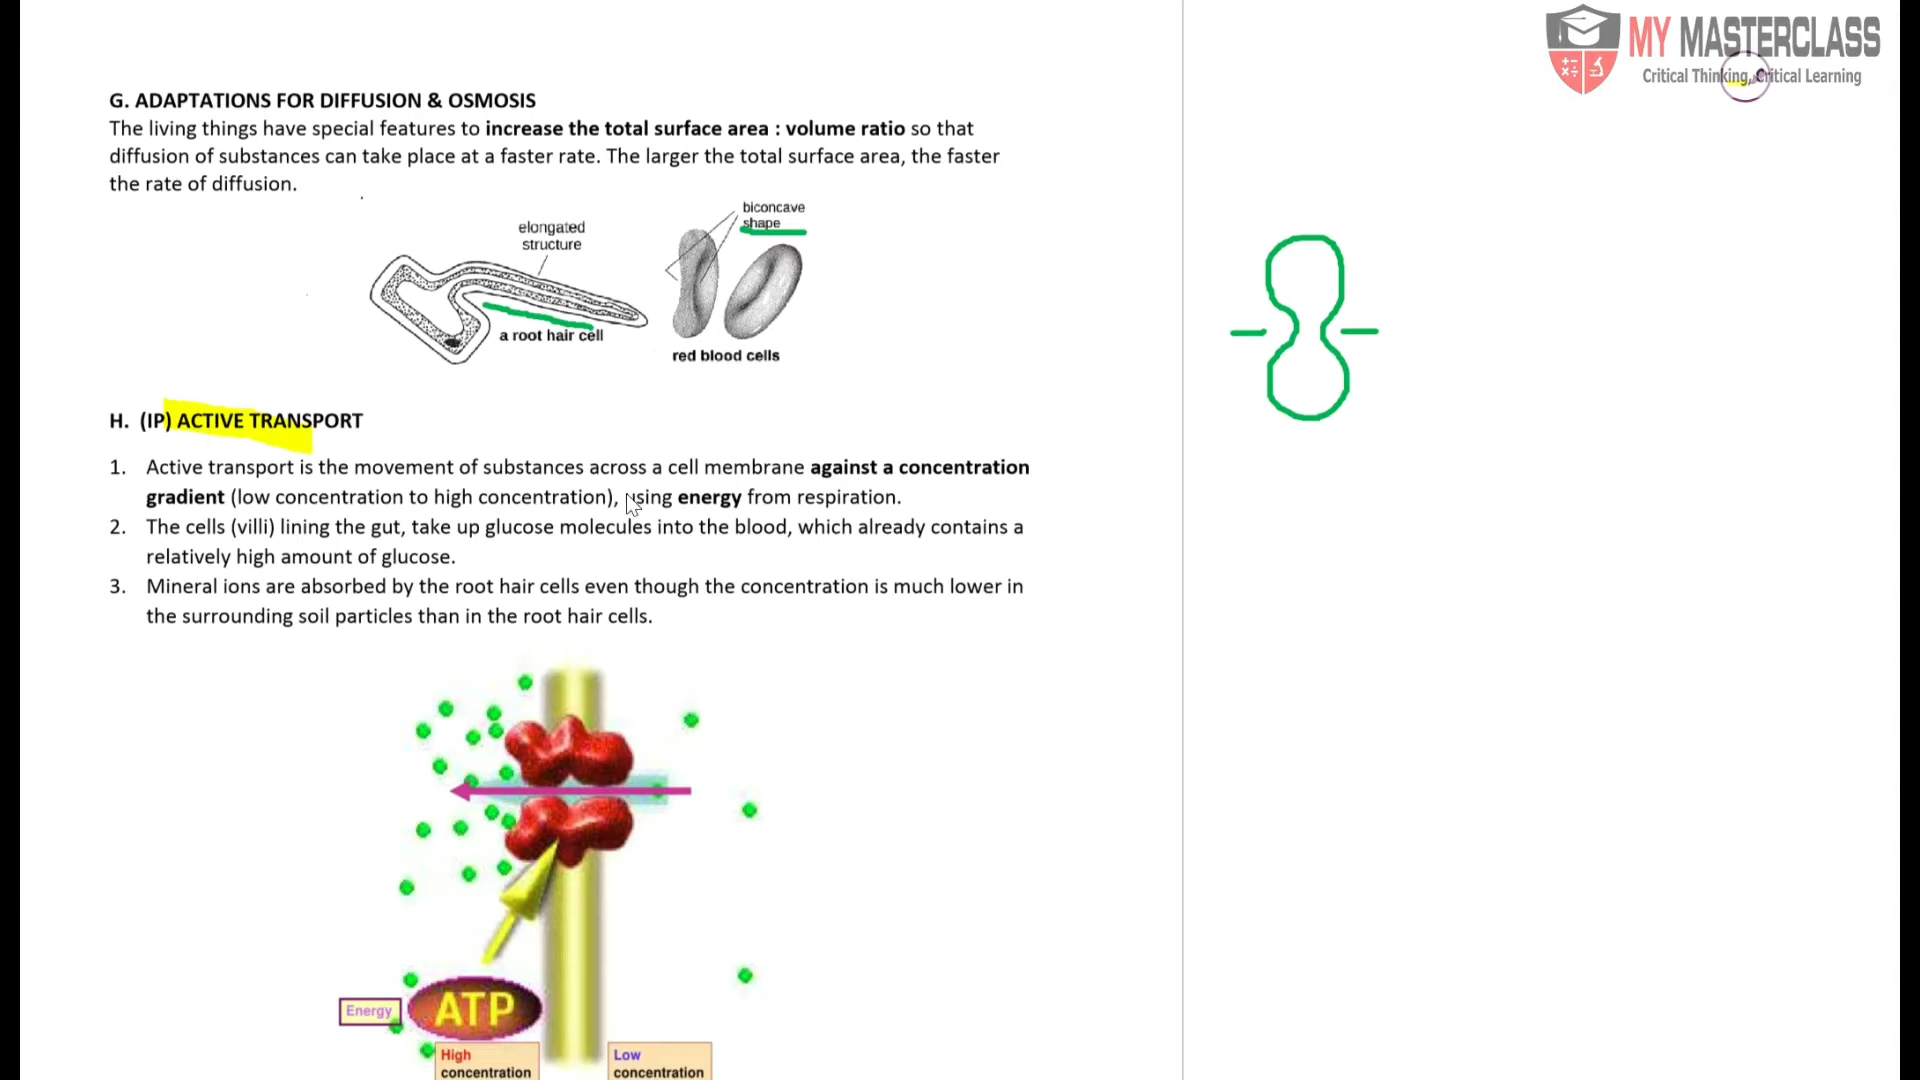 MY MASTERCLASS
Critical Thinking, Critical Learning
G. ADAPTATIONS FOR DIFFUSION & OSMOSIS
The living things have special features to increase the total surface area : volume ratio so that
diffusion of substances can take place at a faster rate. The larger the total surface area, the faster
the rate of diffusion.
elongated
structure
a root hair cell
biconcave
shape
red blood cells
H. (IP) ACTIVE TRANSPORT
1. Active transport is the movement of substances across a cell membrane against a concentration
gradient (low concentration to high concentration), using energy from respiration.
2. The cells (villi) lining the gut, take up glucose molecules into the blood, which already contains a
relatively high amount of glucose.
3. Mineral ions are absorbed by the root hair cells even though the concentration is much lower in
the surrounding soil particles than in the root hair cells.
Energy
ATP
High
concentration
Low
concentration